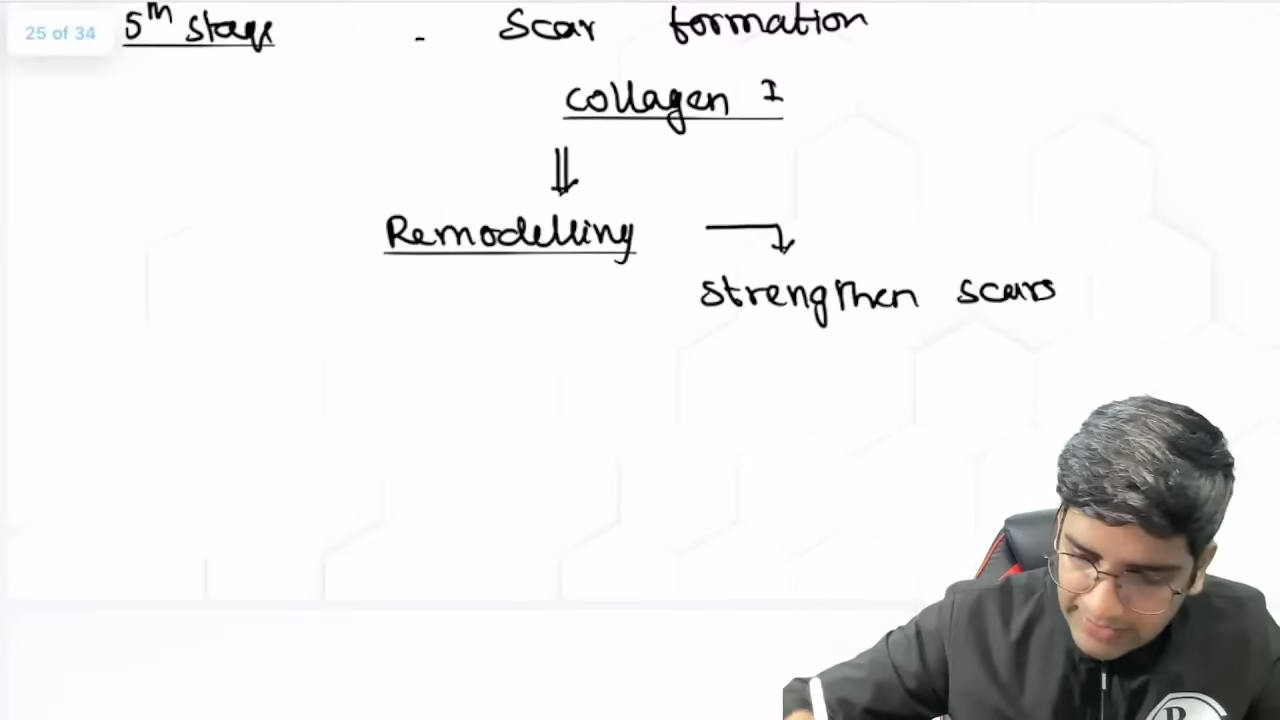 25 of 34
5th stage - Scar formation
Collagen I
Remodelling
strengthen scars